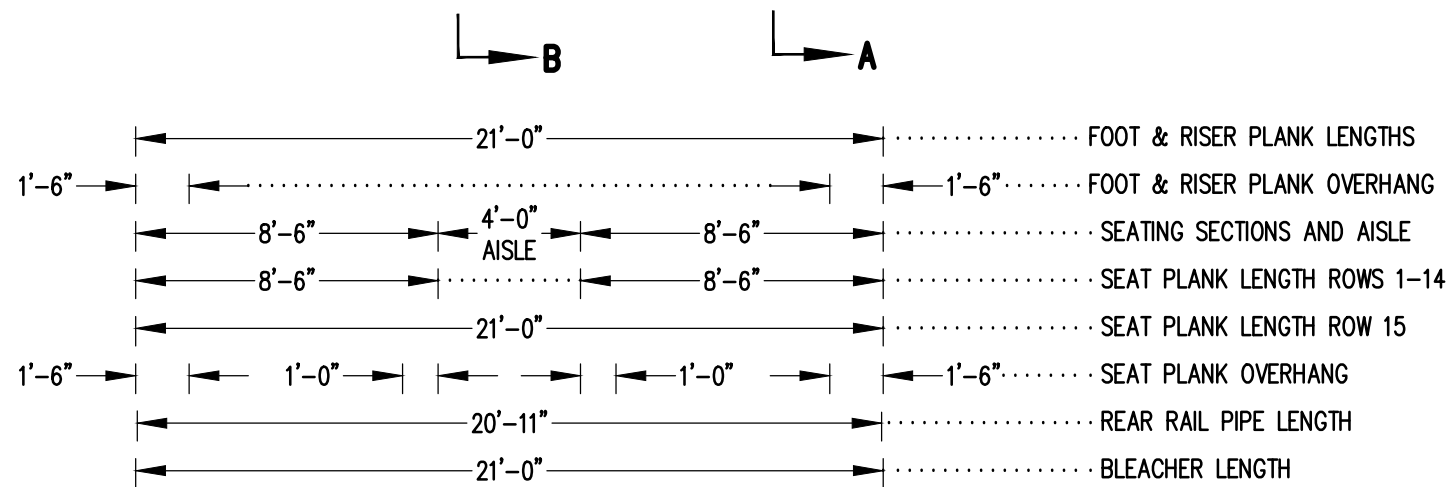 B A
21'-0" FOOT & RISER PLANK LENGTHS
1'-6" 1'-6" FOOT & RISER PLANK OVERHANG
8'-6" 4'-0" 8'-6" SEATING SECTIONS AND AISLE
AISLE
8'-6" 8'-6" SEAT PLANK LENGTH ROWS 1-14
21'-0" SEAT PLANK LENGTH ROW 15
1'-6" 1'-0" 1'-0" 1'-6" SEAT PLANK OVERHANG
20'-11" REAR RAIL PIPE LENGTH
21'-0" BLEACHER LENGTH